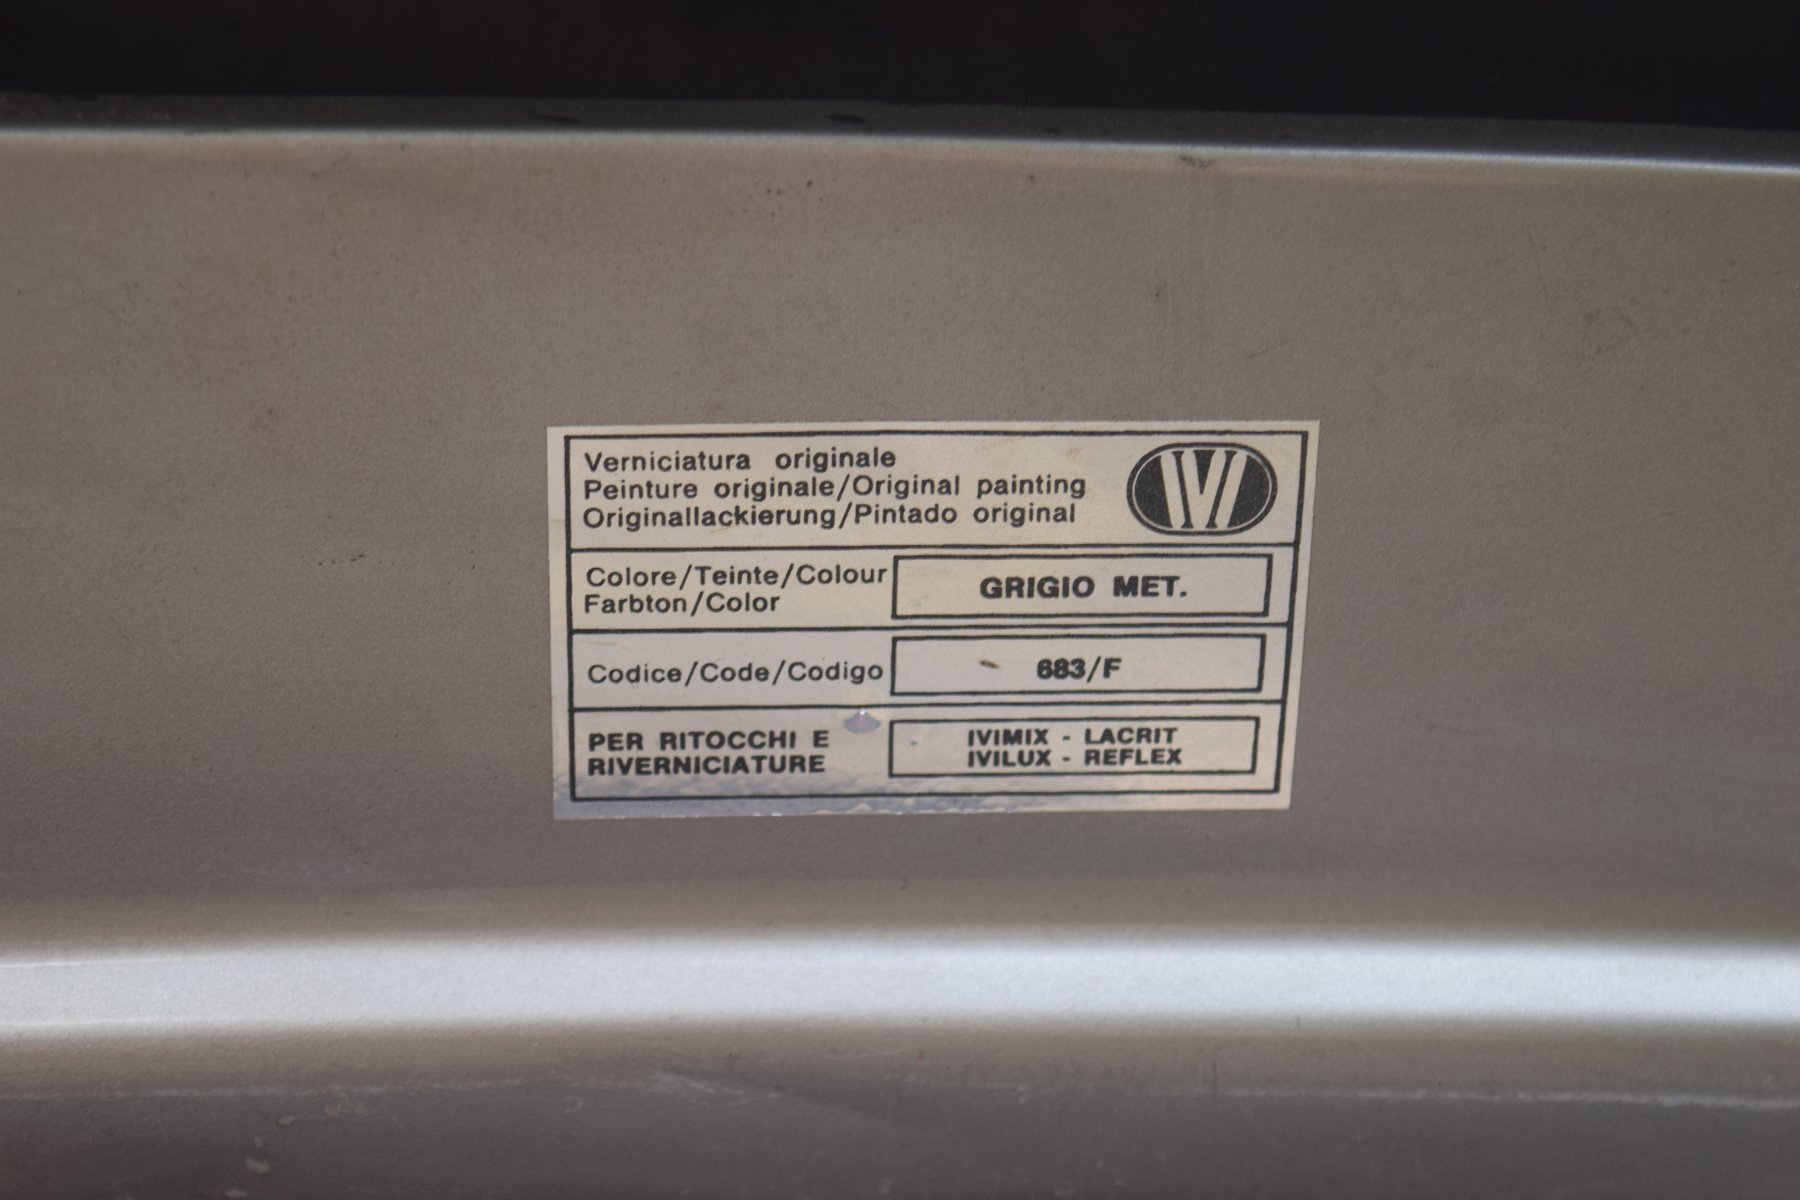 Verniciatura originale
Peinture originale/Original painting
Originallackierung/Pintado original
IVI
Colore/Teinte/Colour
Farbton/Color
GRIGIO MET.
Codice/Code/Codigo
683/F
PER RITOCCHI E
RIVERNICIATURE
IVIMIX - LACRIT
IVILUX - REFLEX